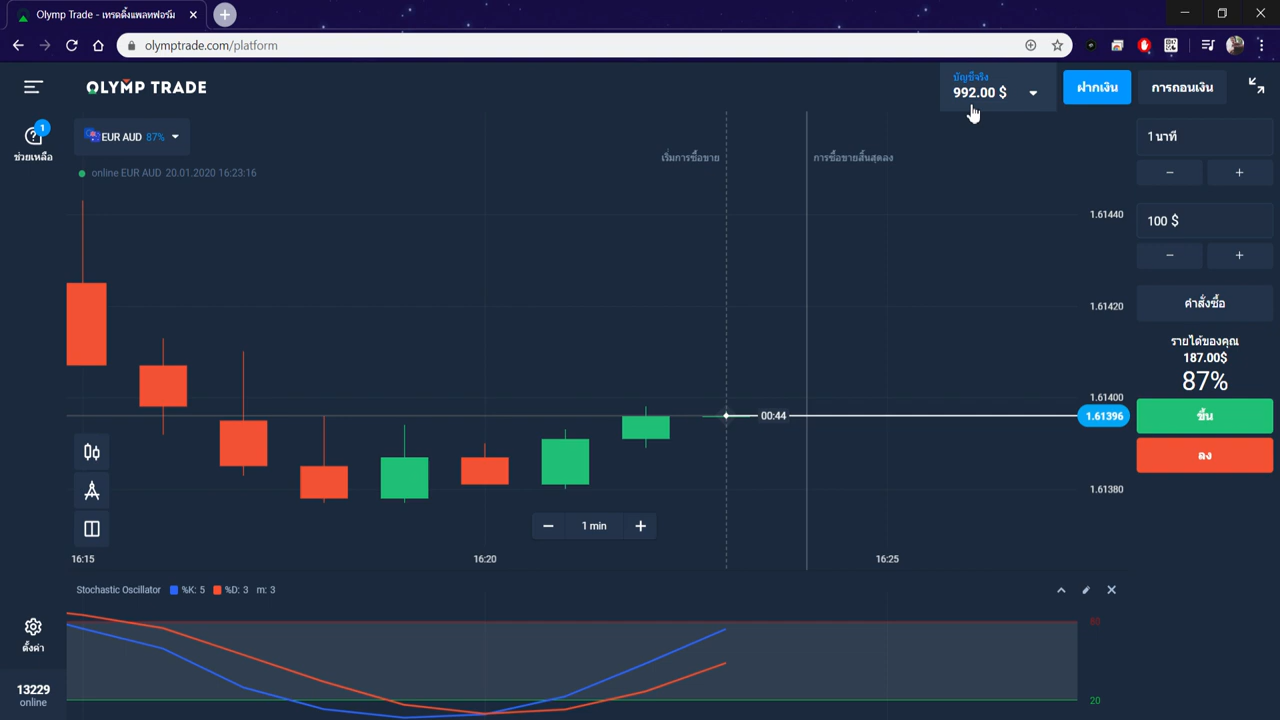 Olymp Trade - เทรดดิ้งแพลทฟอร์ม
olymptrade.com/platform
OLYMP TRADE
บัญชีจริง
992.00 $
ฝากเงิน
การถอนเงิน
1
ช่วยเหลือ
EUR AUD 87%
online EUR AUD 20.01.2020 16:23:16
เริ่มการซื้อขาย
การซื้อขายสิ้นสุดลง
1 นาที
−
+
100 $
−
+
คำสั่งซื้อ
รายได้ของคุณ
187.00$
87%
ขึ้น
ลง
1.61440
1.61420
1.61400
1.61396
1.61380
00:44
− 1 min +
16:15
16:20
16:25
Stochastic Oscillator %K: 5 %D: 3 m: 3
80
20
ตั้งค่า
13229
online